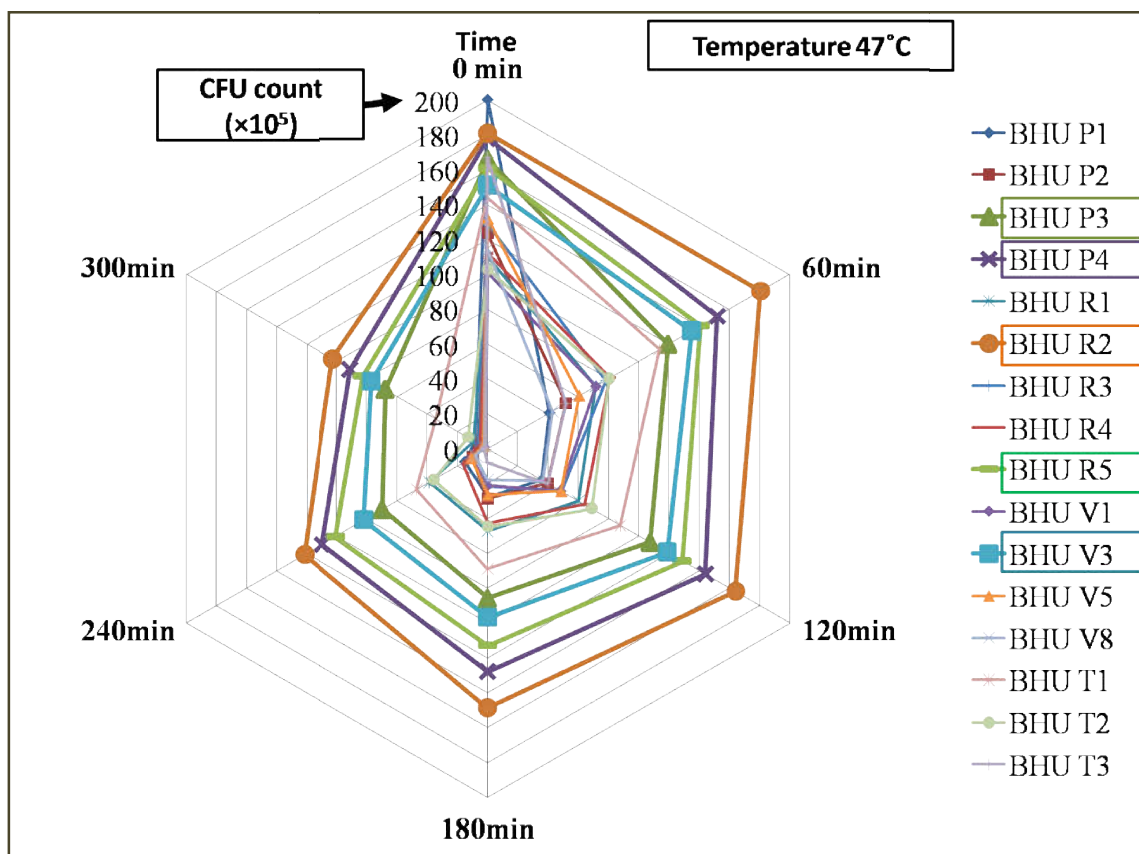 Time
0 min
Temperature 47˚C
CFU count
(×10⁵)
200
180
160
140
120
100
80
60
40
20
0
60min
120min
180min
240min
300min
BHU P1
BHU P2
BHU P3
BHU P4
BHU R1
BHU R2
BHU R3
BHU R4
BHU R5
BHU V1
BHU V3
BHU V5
BHU V8
BHU T1
BHU T2
BHU T3